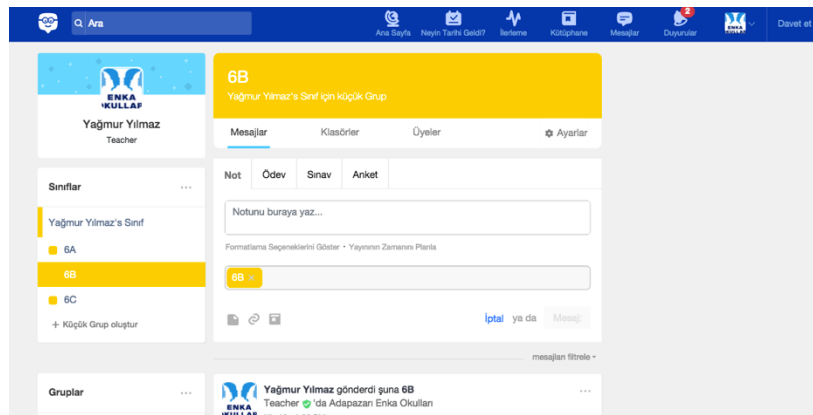 Ara
Ana Sayfa
Neyin Tarihi Geldi?
İlerleme
Kütüphane
Mesajlar
2
Duyurular
Davet et
ENKA
OKULLAR
Yağmur Yılmaz
Teacher
6B
Yağmur Yılmaz's Sınıf için küçük Grup
Mesajlar
Klasörler
Üyeler
Ayarlar
Sınıflar
Yağmur Yılmaz's Sınıf
6A
6B
6C
+ Küçük Grup oluştur
Not
Ödev
Sınav
Anket
Notunu buraya yaz...
Formatlama Seçeneklerini Göster • Yayınının Zamanını Planla
6B ×
İptal ya da Mesaj.
mesajları filtrele
Gruplar
Yağmur Yılmaz gönderdi şuna 6B
Teacher 'da Adapazarı Enka Okulları
ENKA